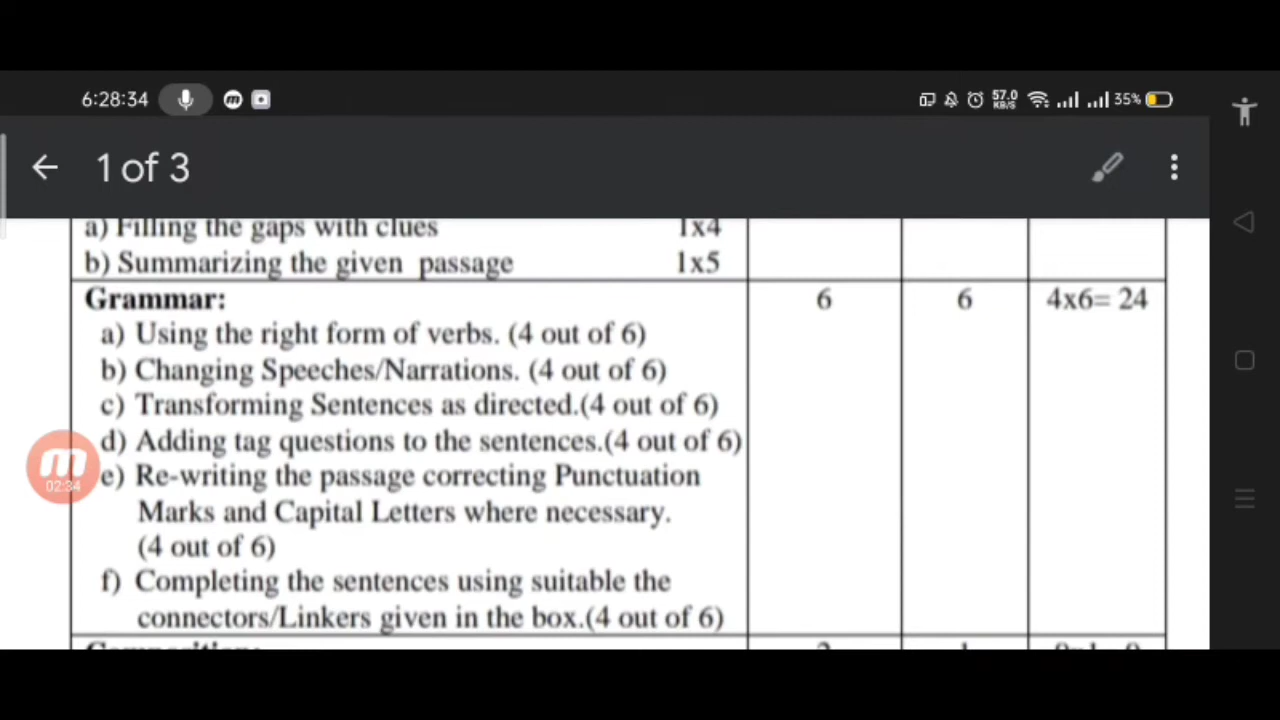 6:28:34 57.0 KB/S 35%
1 of 3
a) Filling the gaps with clues 1x4
b) Summarizing the given passage 1x5
Grammar: 6 6 4x6= 24
a) Using the right form of verbs. (4 out of 6)
b) Changing Speeches/Narrations. (4 out of 6)
c) Transforming Sentences as directed.(4 out of 6)
d) Adding tag questions to the sentences.(4 out of 6)
02:34
e) Re-writing the passage correcting Punctuation
Marks and Capital Letters where necessary.
(4 out of 6)
f) Completing the sentences using suitable the
connectors/Linkers given in the box.(4 out of 6)